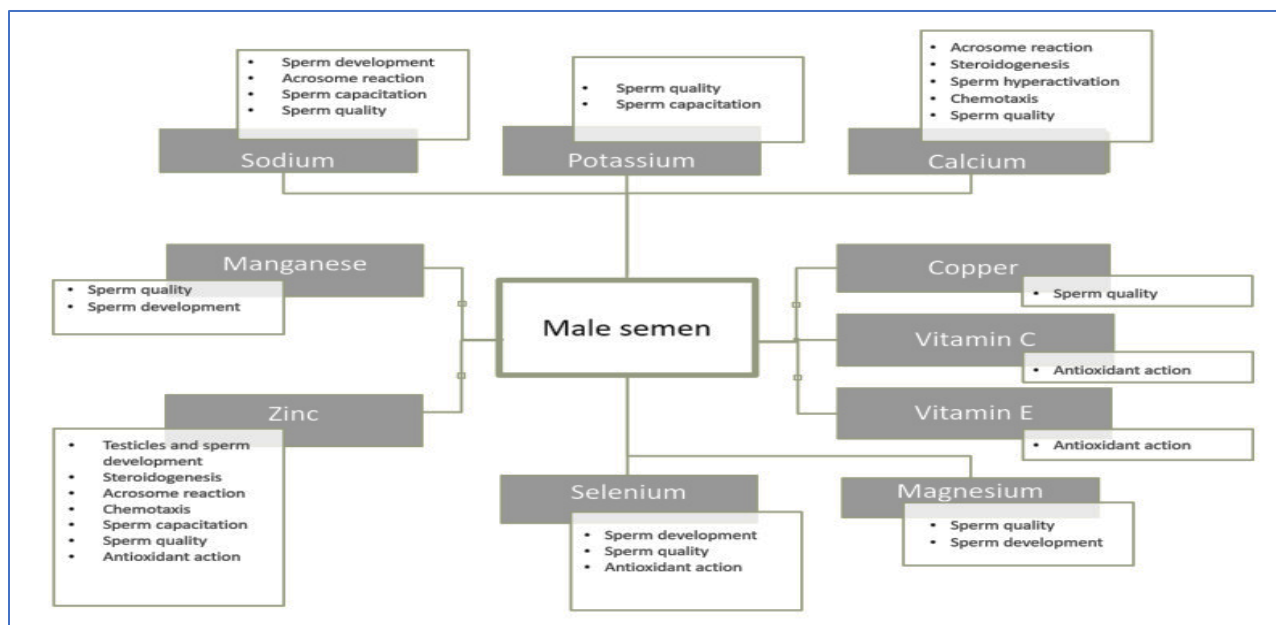 • Sperm development
• Acrosome reaction
• Sperm capacitation
• Sperm quality
Sodium
• Sperm quality
• Sperm capacitation
Potassium
• Acrosome reaction
• Steroidogenesis
• Sperm hyperactivation
• Chemotaxis
• Sperm quality
Calcium
Manganese
• Sperm quality
• Sperm development
Male semen
Copper
• Sperm quality
Vitamin C
• Antioxidant action
Vitamin E
• Antioxidant action
Zinc
• Testicles and sperm
development
• Steroidogenesis
• Acrosome reaction
• Chemotaxis
• Sperm capacitation
• Sperm quality
• Antioxidant action
Selenium
• Sperm development
• Sperm quality
• Antioxidant action
Magnesium
• Sperm quality
• Sperm development